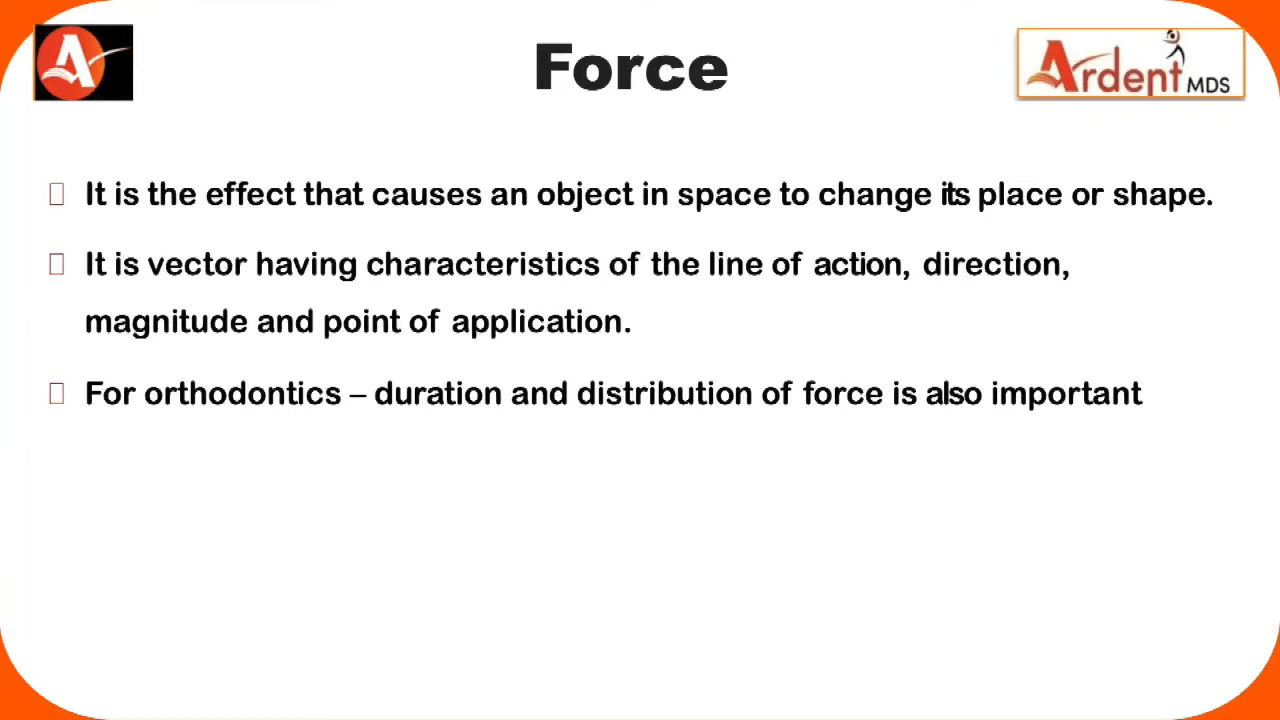 Force
A
Ardent MDS
It is the effect that causes an object in space to change its place or shape.
It is vector having characteristics of the line of action, direction,
magnitude and point of application.
For orthodontics – duration and distribution of force is also important